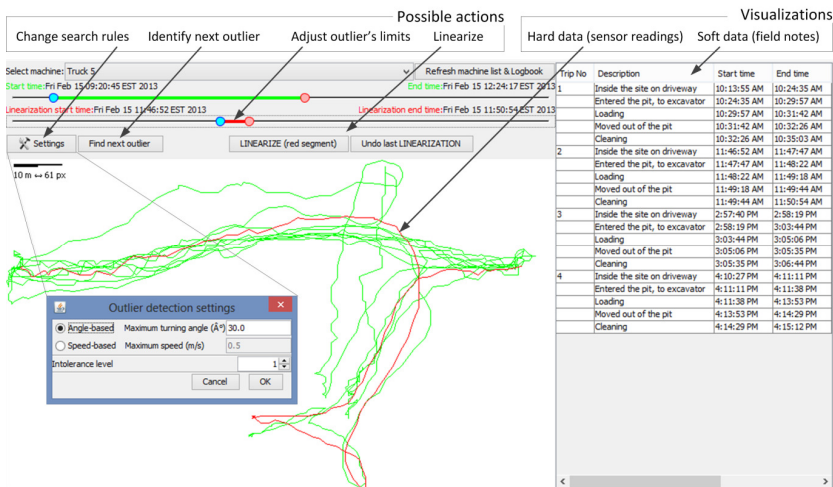 Possible actions
Visualizations
Change search rules Identify next outlier Adjust outlier's limits Linearize
Hard data (sensor readings) Soft data (field notes)
Select machine: Truck 5 Refresh machine list & Logbook
Start time:Fri Feb 15 09:20:45 EST 2013 End time:Fri Feb 15 12:24:17 EST 2013
Linearization start time:Fri Feb 15 11:46:52 EST 2013 Linearization end time:Fri Feb 15 11:50:54 EST 2013
Settings Find next outlier LINEARIZE (red segment) Undo last LINEARIZATION
10 m ↔ 61 px
Outlier detection settings
Angle-based Maximum turning angle (Â°) 30.0
Speed-based Maximum speed (m/s) 0.5
Intolerance level 1
Cancel OK
Trip No Description Start time End time
1 Inside the site on driveway 10:13:55 AM 10:24:35 AM
Entered the pit, to excavator 10:24:35 AM 10:29:57 AM
Loading 10:29:57 AM 10:31:42 AM
Moved out of the pit 10:31:42 AM 10:32:26 AM
Cleaning 10:32:26 AM 10:35:03 AM
2 Inside the site on driveway 11:46:52 AM 11:47:47 AM
Entered the pit, to excavator 11:47:47 AM 11:48:22 AM
Loading 11:48:22 AM 11:49:18 AM
Moved out of the pit 11:49:18 AM 11:49:44 AM
Cleaning 11:49:44 AM 11:50:54 AM
3 Inside the site on driveway 2:57:40 PM 2:58:19 PM
Entered the pit, to excavator 2:58:19 PM 3:03:44 PM
Loading 3:03:44 PM 3:05:06 PM
Moved out of the pit 3:05:06 PM 3:05:35 PM
Cleaning 3:05:35 PM 3:06:44 PM
4 Inside the site on driveway 4:10:27 PM 4:11:11 PM
Entered the pit, to excavator 4:11:11 PM 4:11:38 PM
Loading 4:11:38 PM 4:13:53 PM
Moved out of the pit 4:13:53 PM 4:14:29 PM
Cleaning 4:14:29 PM 4:15:12 PM